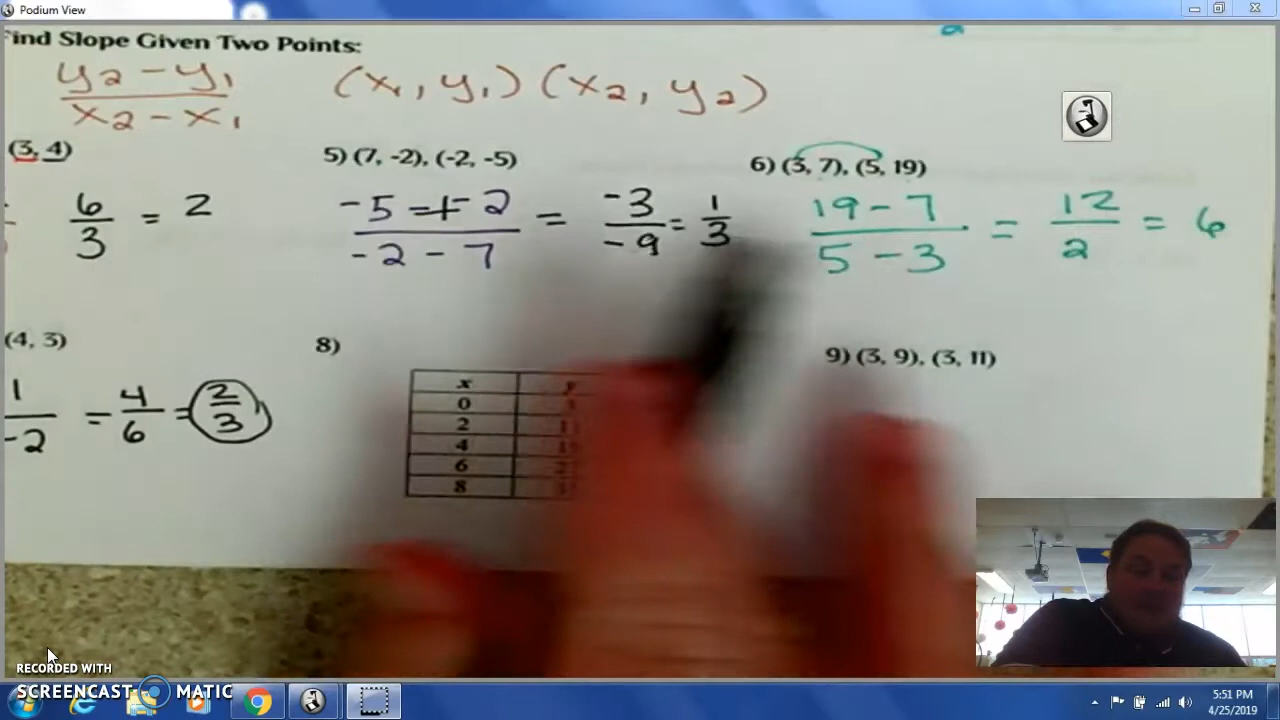 Podium View
ind Slope Given Two Points:
y2 - y1 / x2 - x1 (x1, y1) (x2, y2)
(3, 4) 5) (7, -2), (-2, -5) 6) (3, 7), (5, 19)
6/3 = 2 -5 -+ -2 / -2 - 7 = -3/-9 = 1/3 19 - 7 / 5 - 3 = 12/2 = 6
(4, 3) 8) 9) (3, 9), (3, 11)
1 / -2 = 4/6 = 2/3
x y
0
2
4
6
8
RECORDED WITH
SCREENCAST MATIC
5:51 PM
4/25/2019